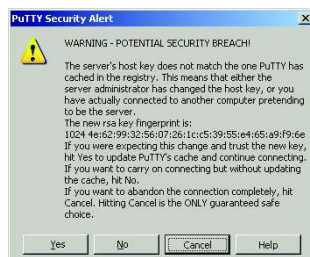 PuTTY Security Alert
WARNING - POTENTIAL SECURITY BREACH!
The server's host key does not match the one PuTTY has
cached in the registry. This means that either the
server administrator has changed the host key, or you
have actually connected to another computer pretending
to be the server.
The new rsa key fingerprint is:
1024 4e:62:99:32:56:07:26:1c:c5:39:55:e4:65:a9:f9:6e
If you were expecting this change and trust the new key,
hit Yes to update PuTTY's cache and continue connecting.
If you want to carry on connecting but without updating
the cache, hit No.
If you want to abandon the connection completely, hit
Cancel. Hitting Cancel is the ONLY guaranteed safe
choice.
Yes No Cancel Help